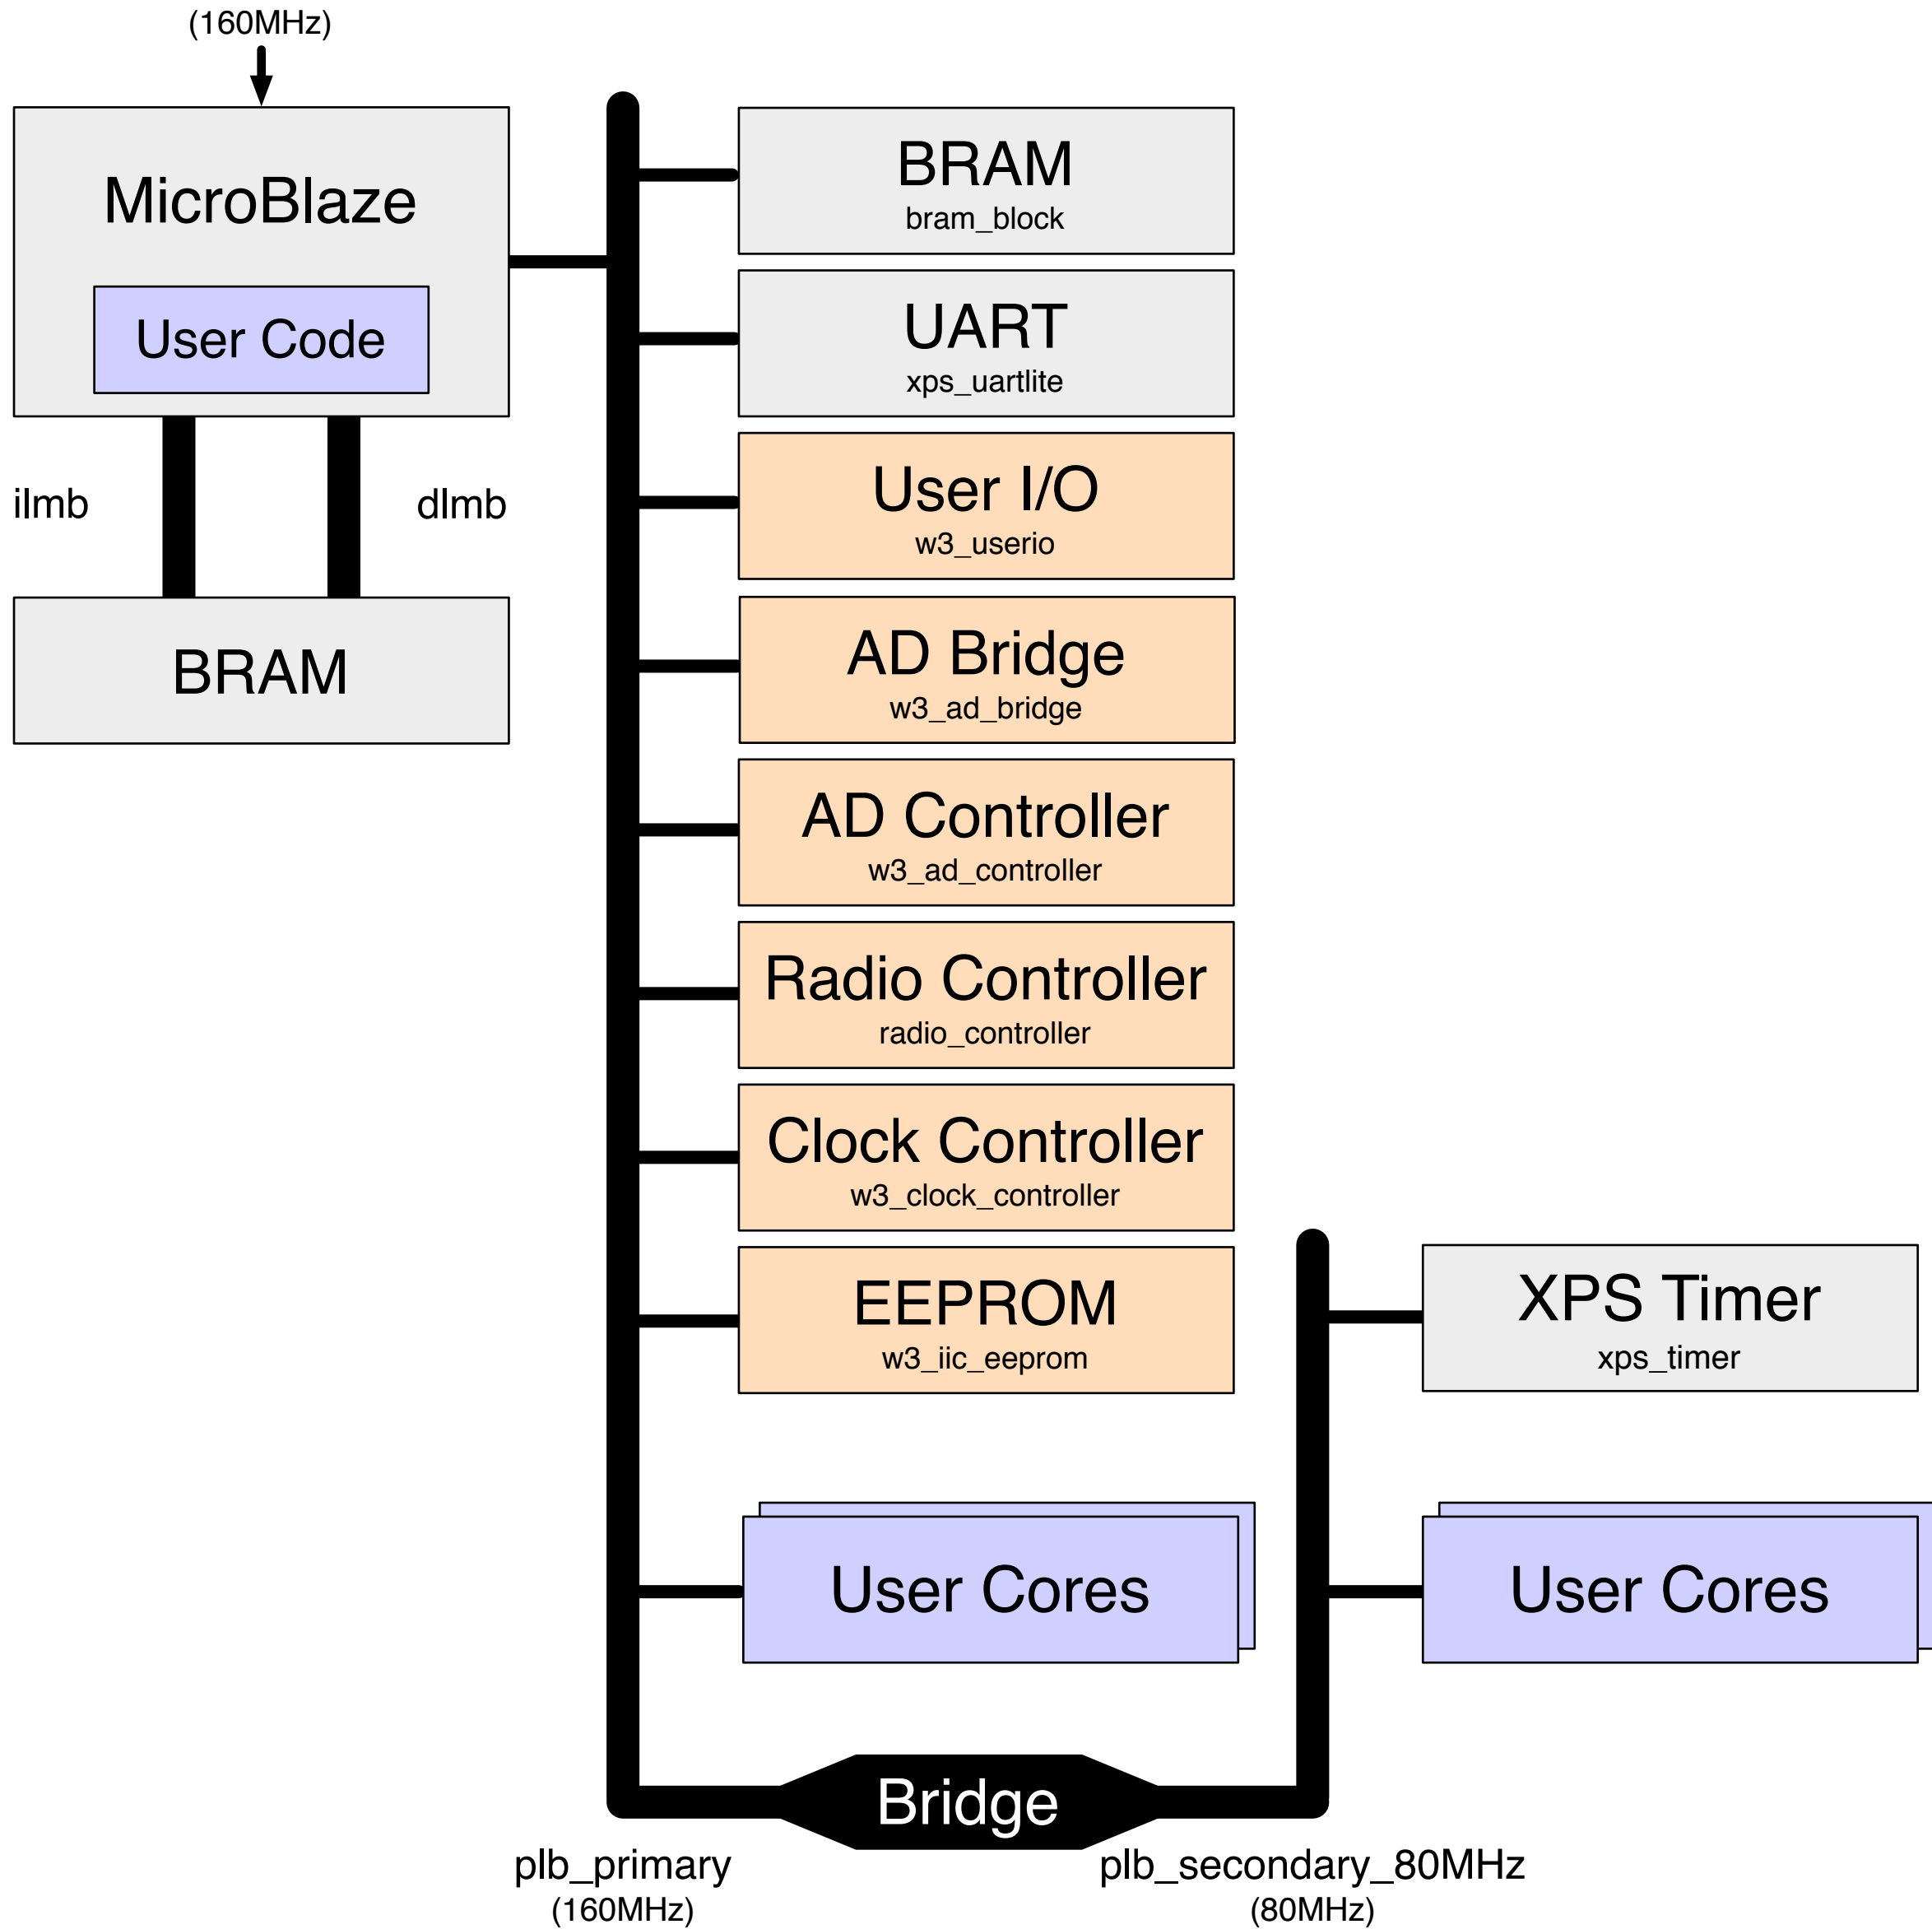 (160MHz)
MicroBlaze
User Code
ilmb
dlmb
BRAM
BRAM
bram_block
UART
xps_uartlite
User I/O
w3_userio
AD Bridge
w3_ad_bridge
AD Controller
w3_ad_controller
Radio Controller
radio_controller
Clock Controller
w3_clock_controller
EEPROM
w3_iic_eeprom
User Cores
XPS Timer
xps_timer
User Cores
Bridge
plb_primary
(160MHz)
plb_secondary_80MHz
(80MHz)